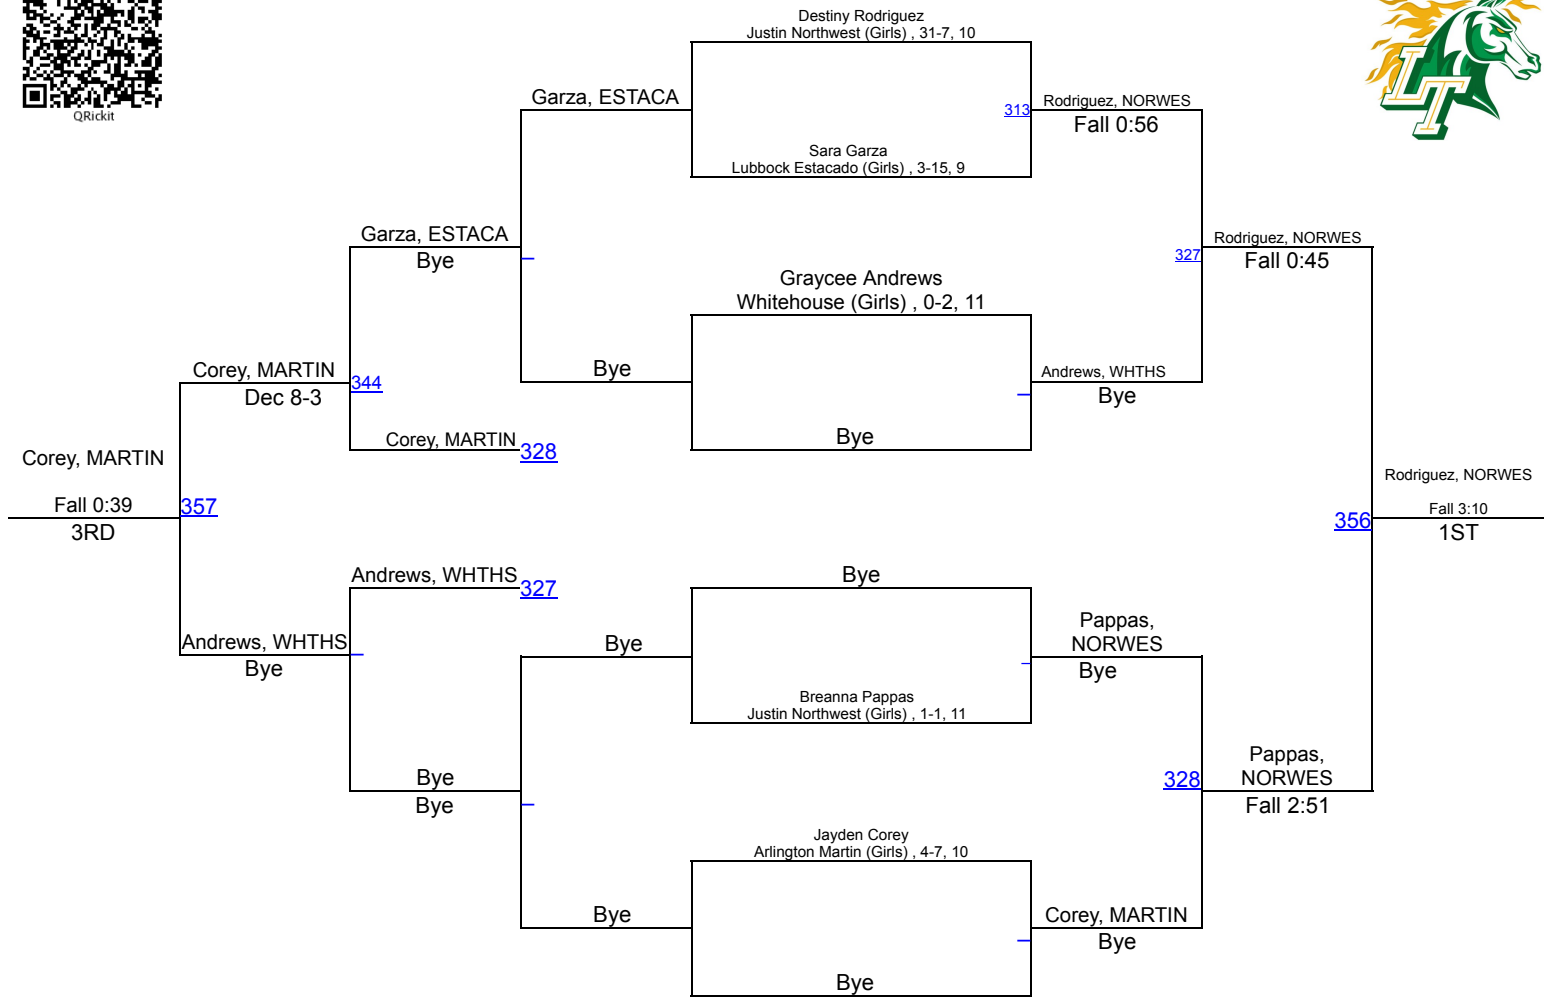 QRickit
LT
Destiny Rodriguez
Justin Northwest (Girls) , 31-7, 10
Garza, ESTACA
313
Rodriguez, NORWES
Fall 0:56
Sara Garza
Lubbock Estacado (Girls) , 3-15, 9
Garza, ESTACA
Bye
327
Rodriguez, NORWES
Fall 0:45
Graycee Andrews
Whitehouse (Girls) , 0-2, 11
Corey, MARTIN
Dec 8-3
344
Bye
Andrews, WHTHS
Bye
Corey, MARTIN
328
Bye
Corey, MARTIN
Fall 0:39
3RD
357
356
Rodriguez, NORWES
Fall 3:10
1ST
Andrews, WHTHS
327
Bye
Andrews, WHTHS
Bye
Bye
Pappas,
NORWES
Bye
Breanna Pappas
Justin Northwest (Girls) , 1-1, 11
Bye
Bye
328
Pappas,
NORWES
Fall 2:51
Jayden Corey
Arlington Martin (Girls) , 4-7, 10
Bye
Corey, MARTIN
Bye
Bye